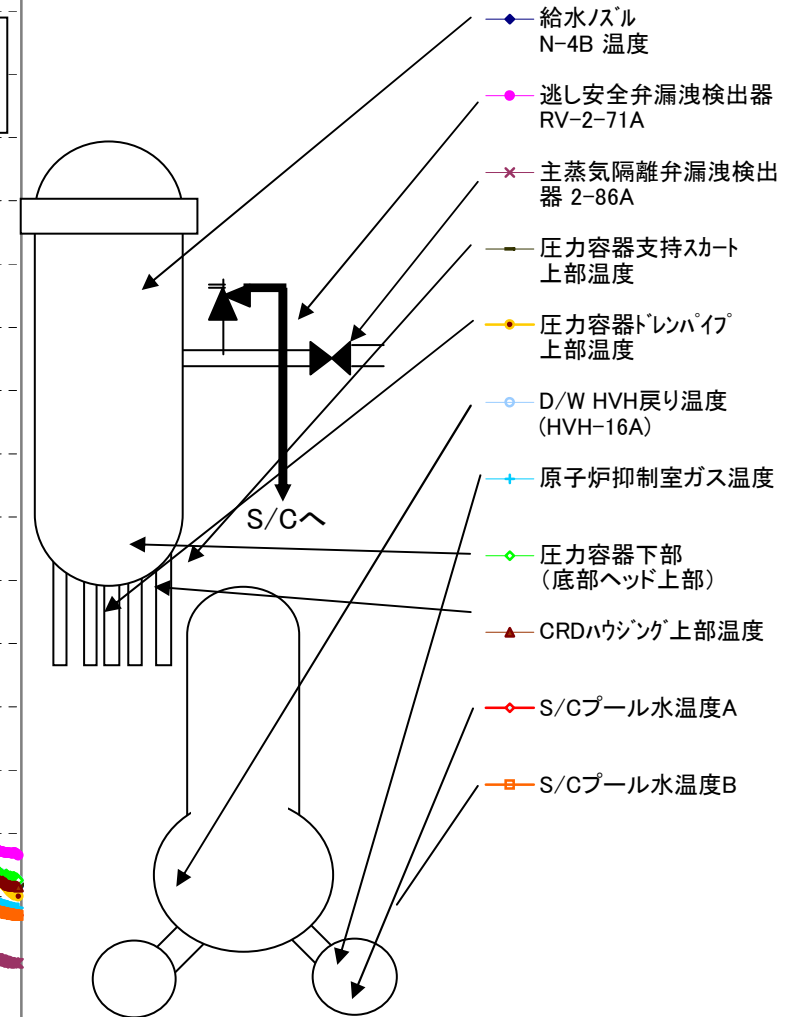 給水ﾉｽﾞﾙ
N-4B 温度
逃し安全弁漏洩検出器
RV-2-71A
主蒸気隔離弁漏洩検出
器 2-86A
圧力容器支持ｽｶｰﾄ
上部温度
圧力容器ﾄﾞﾚﾝﾊﾟｲﾌﾟ
上部温度
D/W HVH戻り温度
(HVH-16A)
原子炉抑制室ガス温度
S/Cへ
圧力容器下部
（底部ヘッド上部）
CRDﾊｳｼﾞﾝｸﾞ上部温度
S/Cプール水温度A
S/Cプール水温度B